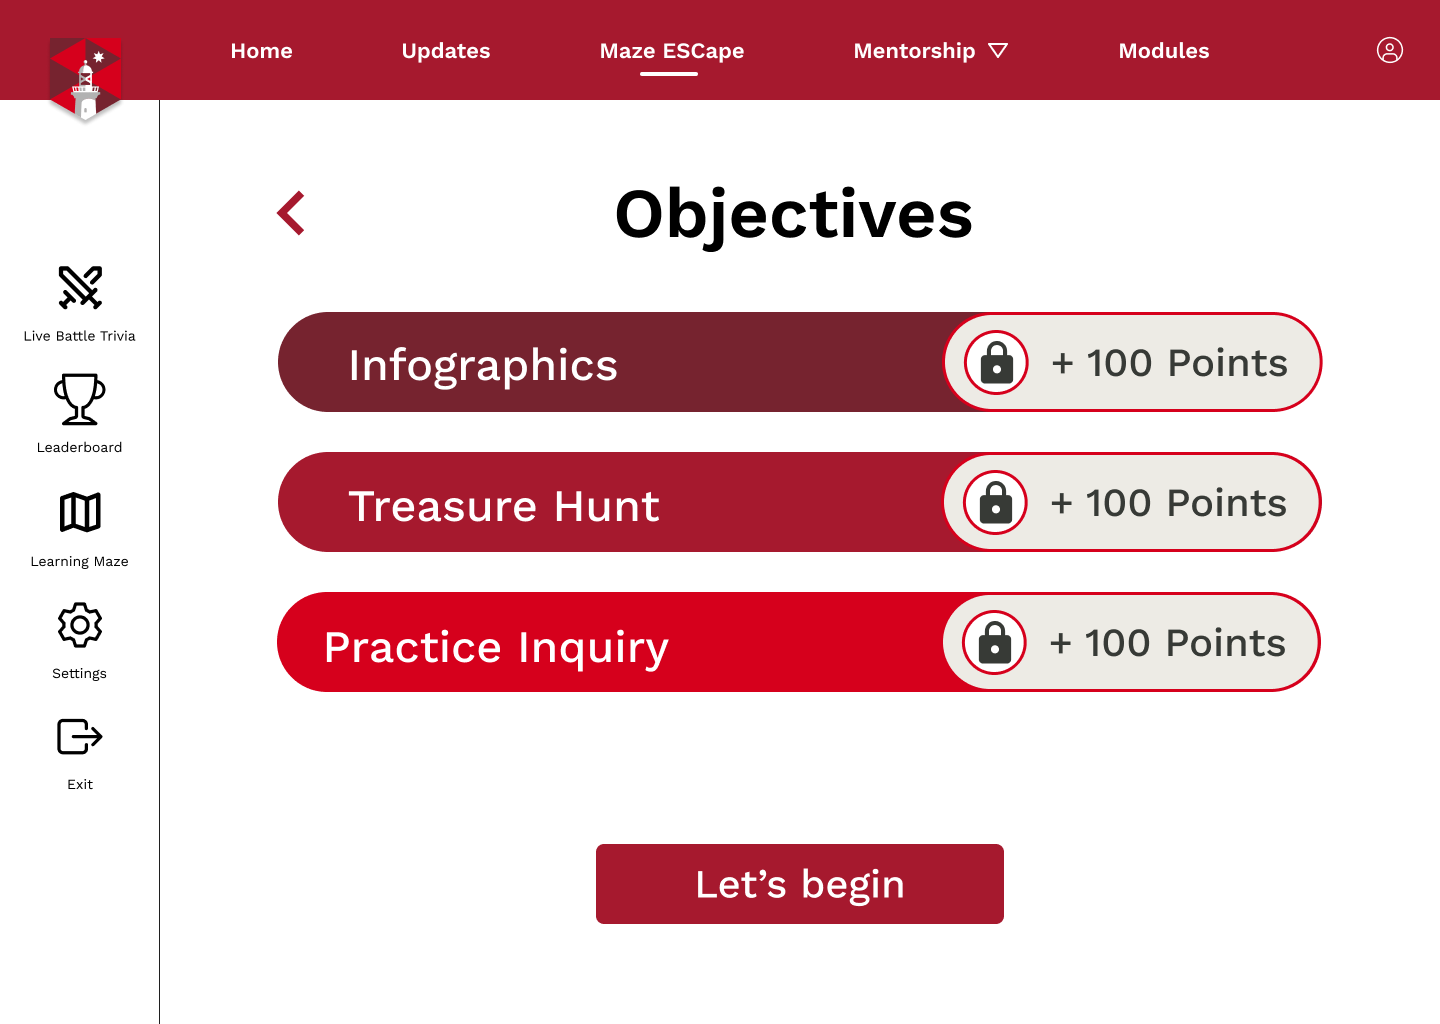 Home
Updates
Maze ESCape
Mentorship
Modules
Live Battle Trivia
Leaderboard
Learning Maze
Settings
Exit
Objectives
Infographics
+ 100 Points
Treasure Hunt
+ 100 Points
Practice Inquiry
+ 100 Points
Let’s begin